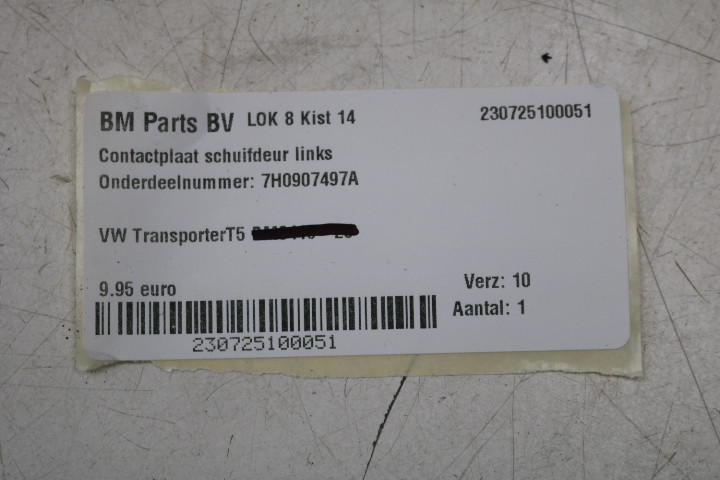 BM Parts BV LOK 8 Kist 14 230725100051
Contactplaat schuifdeur links
Onderdeelnummer: 7H0907497A
VW TransporterT5
9.95 euro Verz: 10
Aantal: 1
230725100051